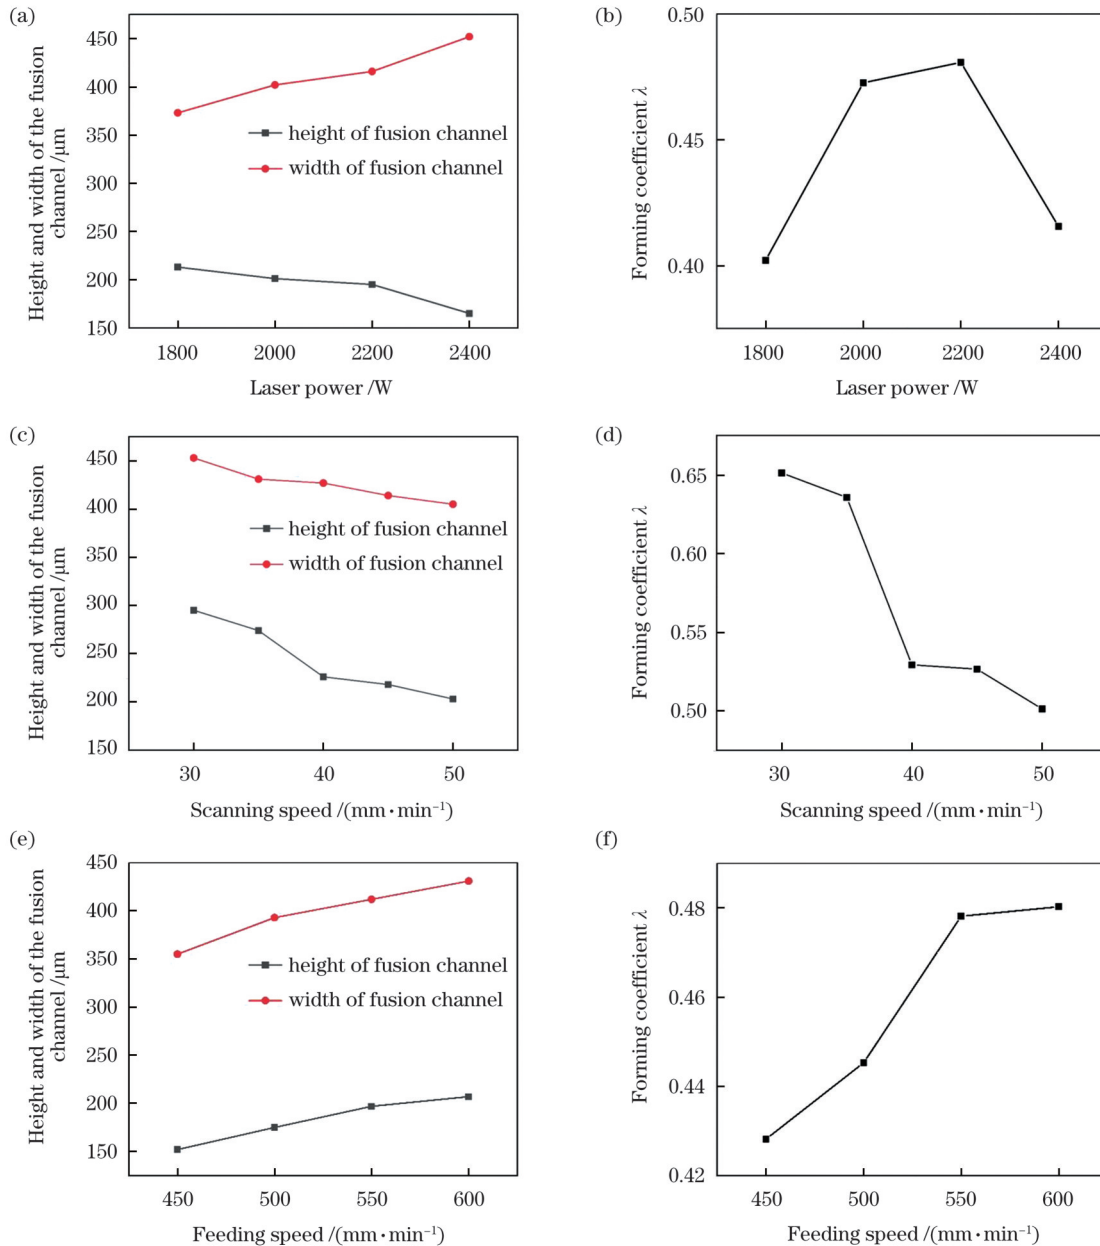 (a)
450
400
350
300
250
200
150
Height and width of the fusion
channel /μm
height of fusion channel
width of fusion channel
1800 2000 2200 2400
Laser power /W
(b)
0.50
0.45
0.40
Forming coefficient λ
1800 2000 2200 2400
Laser power /W
(c)
450
400
350
300
250
200
150
Height and width of the fusion
channel /μm
height of fusion channel
width of fusion channel
30 40 50
Scanning speed /(mm·min⁻¹)
(d)
0.65
0.60
0.55
0.50
Forming coefficient λ
30 40 50
Scanning speed /(mm·min⁻¹)
(e)
450
400
350
300
250
200
150
Height and width of the fusion
channel /μm
height of fusion channel
width of fusion channel
450 500 550 600
Feeding speed /(mm·min⁻¹)
(f)
0.48
0.46
0.44
0.42
Forming coefficient λ
450 500 550 600
Feeding speed /(mm·min⁻¹)